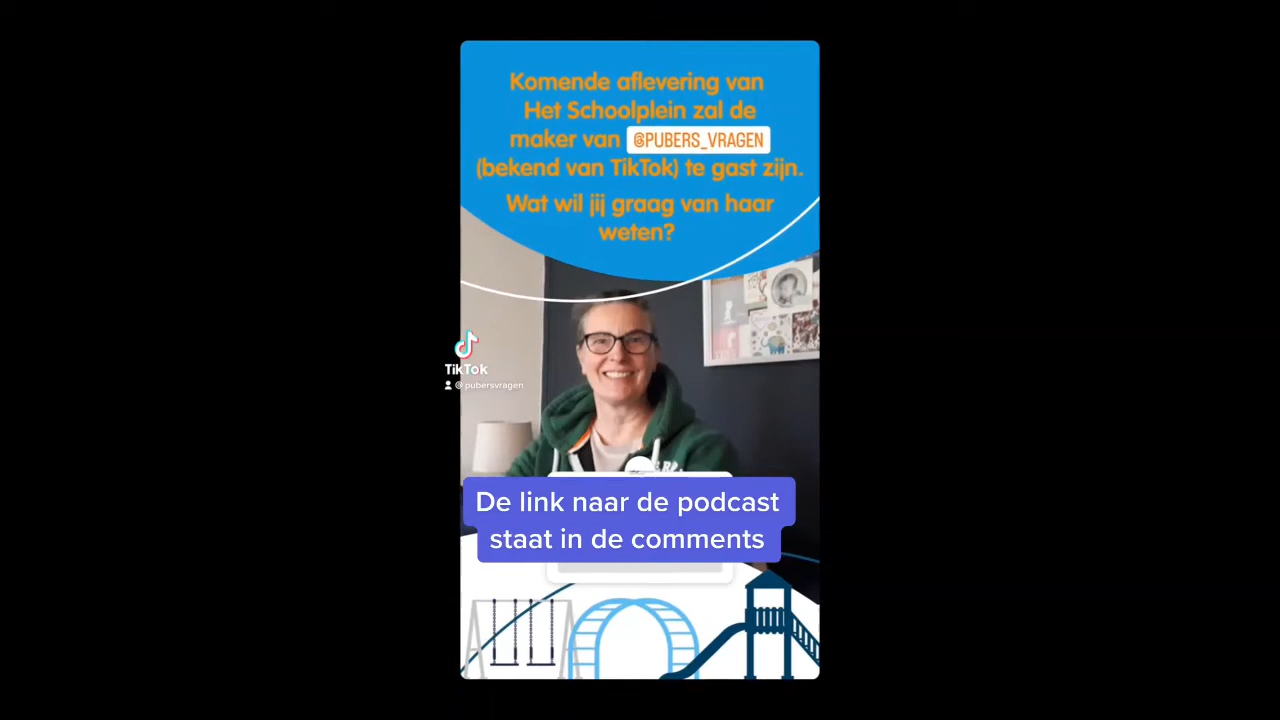 Komende aflevering van
Het Schoolplein zal de
maker van @PUBERS_VRAGEN
(bekend van TikTok) te gast zijn.
Wat wil jij graag van haar
weten?
TikTok
@pubersvragen
De link naar de podcast
staat in de comments